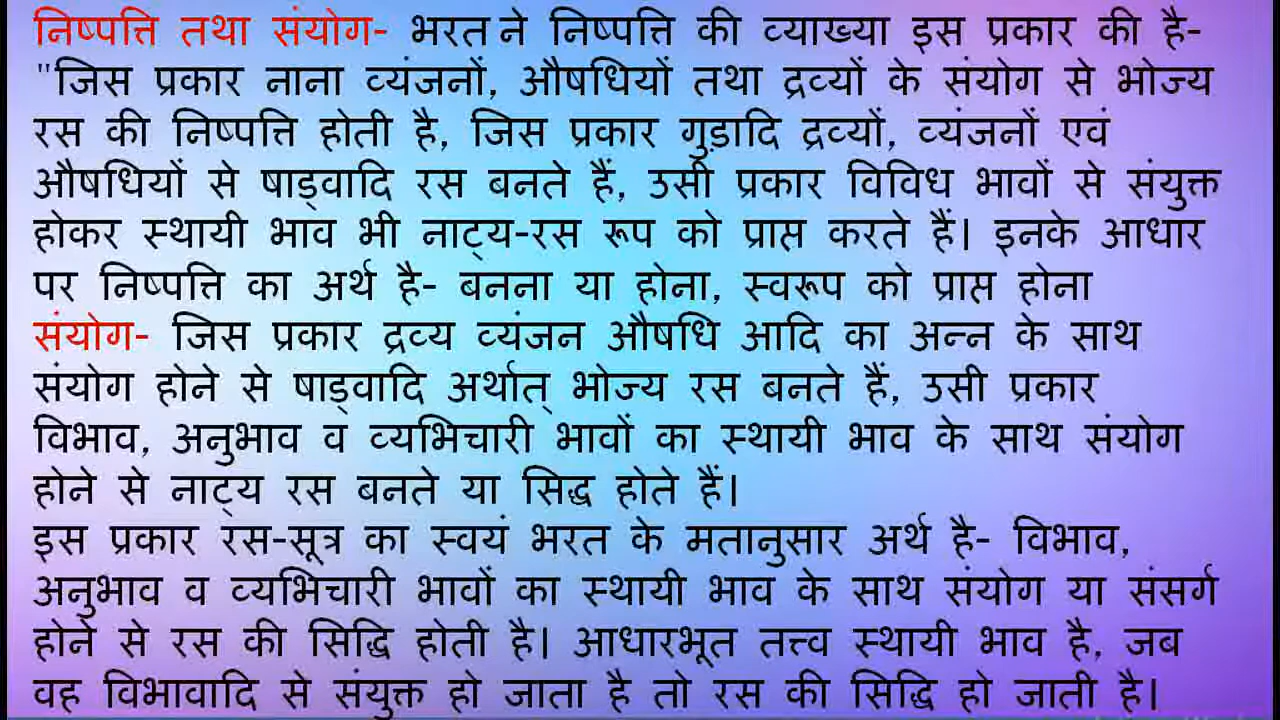 निष्पत्ति तथा संयोग- भरत ने निष्पत्ति की व्याख्या इस प्रकार की है-
"जिस प्रकार नाना व्यंजनों, औषधियों तथा द्रव्यों के संयोग से भोज्य
रस की निष्पत्ति होती है, जिस प्रकार गुड़ादि द्रव्यों, व्यंजनों एवं
औषधियों से षाड्वादि रस बनते हैं, उसी प्रकार विविध भावों से संयुक्त
होकर स्थायी भाव भी नाट्य-रस रूप को प्राप्त करते हैं। इनके आधार
पर निष्पत्ति का अर्थ है- बनना या होना, स्वरूप को प्राप्त होना
संयोग- जिस प्रकार द्रव्य व्यंजन औषधि आदि का अन्न के साथ
संयोग होने से षाड्वादि अर्थात् भोज्य रस बनते हैं, उसी प्रकार
विभाव, अनुभाव व व्यभिचारी भावों का स्थायी भाव के साथ संयोग
होने से नाट्य रस बनते या सिद्ध होते हैं।
इस प्रकार रस-सूत्र का स्वयं भरत के मतानुसार अर्थ है- विभाव,
अनुभाव व व्यभिचारी भावों का स्थायी भाव के साथ संयोग या संसर्ग
होने से रस की सिद्धि होती है। आधारभूत तत्त्व स्थायी भाव है, जब
वह विभावादि से संयुक्त हो जाता है तो रस की सिद्धि हो जाती है।